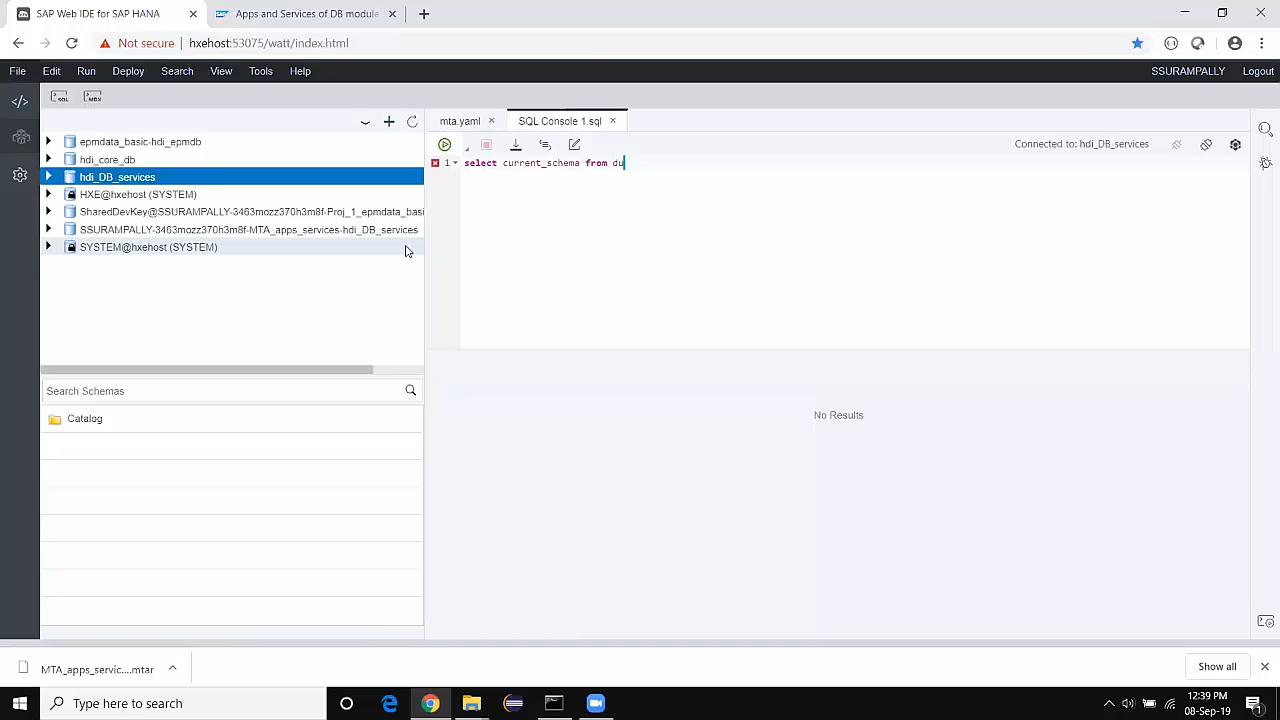 SAP Web IDE for SAP HANA
Apps and Services of DB module
Not secure hxehost:53075/watt/index.html
File Edit Run Deploy Search View Tools Help SSURAMPALLY Logout
SQL MDX
mta.yaml SQL Console 1.sql
Connected to: hdi_DB_services
1 select current_schema from du
epmdata_basic-hdi_epmdb
hdi_core_db
hdi_DB_services
HXE@hxehost (SYSTEM)
SharedDevKey@SSURAMPALLY-3463mozz370h3m8f-Proj_1_epmdata_basi
SSURAMPALLY-3463mozz370h3m8f-MTA_apps_services-hdi_DB_services
SYSTEM@hxehost (SYSTEM)
Search Schemas
Catalog
No Results
MTA_apps_servic....mtar
Show all
Type here to search
12:39 PM
08-Sep-19
1